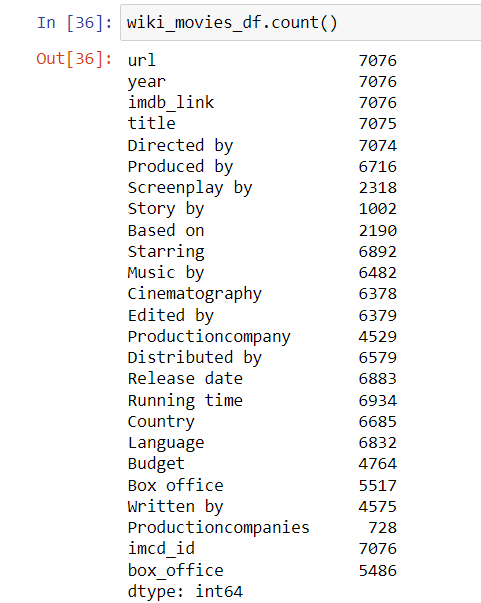 In [36]: wiki_movies_df.count()
Out[36]: url 7076
year 7076
imdb_link 7076
title 7075
Directed by 7074
Produced by 6716
Screenplay by 2318
Story by 1002
Based on 2190
Starring 6892
Music by 6482
Cinematography 6378
Edited by 6379
Productioncompany 4529
Distributed by 6579
Release date 6883
Running time 6934
Country 6685
Language 6832
Budget 4764
Box office 5517
Written by 4575
Productioncompanies 728
imcd_id 7076
box_office 5486
dtype: int64